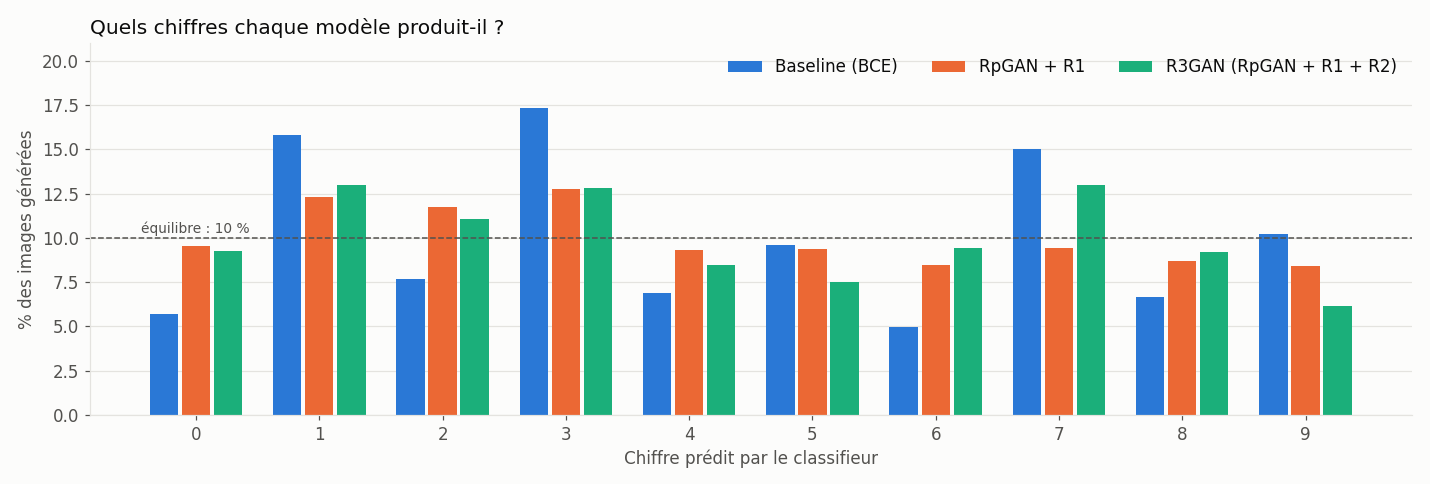 Quels chiffres chaque modèle produit-il ?
Baseline (BCE)
RpGAN + R1
R3GAN (RpGAN + R1 + R2)
% des images générées
20.0
17.5
15.0
12.5
10.0
7.5
5.0
2.5
0.0
équilibre : 10 %
0 1 2 3 4 5 6 7 8 9
Chiffre prédit par le classifieur